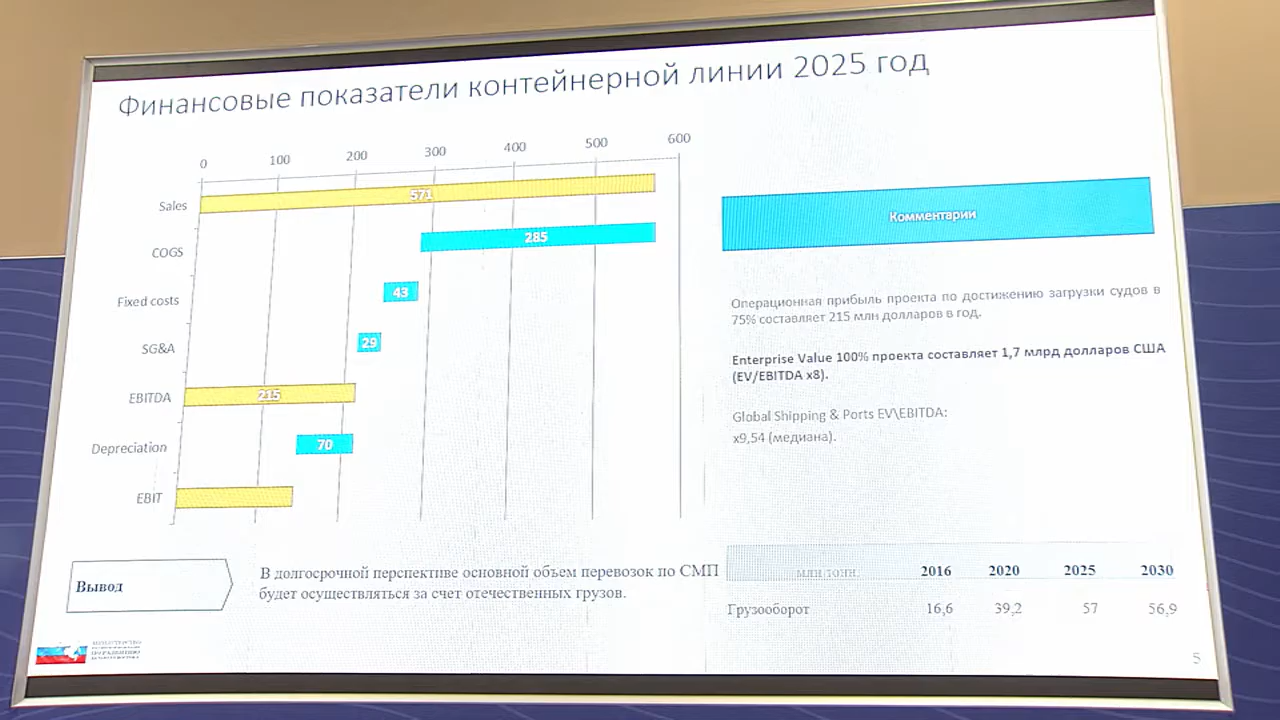 Финансовые показатели контейнерной линии 2025 год
0 100 200 300 400 500 600
Sales 571
COGS 285
Fixed costs 43
SG&A 29
EBITDA 215
Depreciation 70
EBIT
Комментарии
Операционная прибыль проекта по достижению загрузки судов в
75% составляет 215 млн долларов в год.
Enterprise Value 100% проекта составляет 1,7 млрд долларов США
(EV/EBITDA x8).
Global Shipping & Ports EV\EBITDA:
x9,54 (медиана).
Вывод
В долгосрочной перспективе основной объем перевозок по СМП
будет осуществляться за счет отечественных грузов.
млн тонн 2016 2020 2025 2030
Грузооборот 16,6 39,2 57 56,9
5